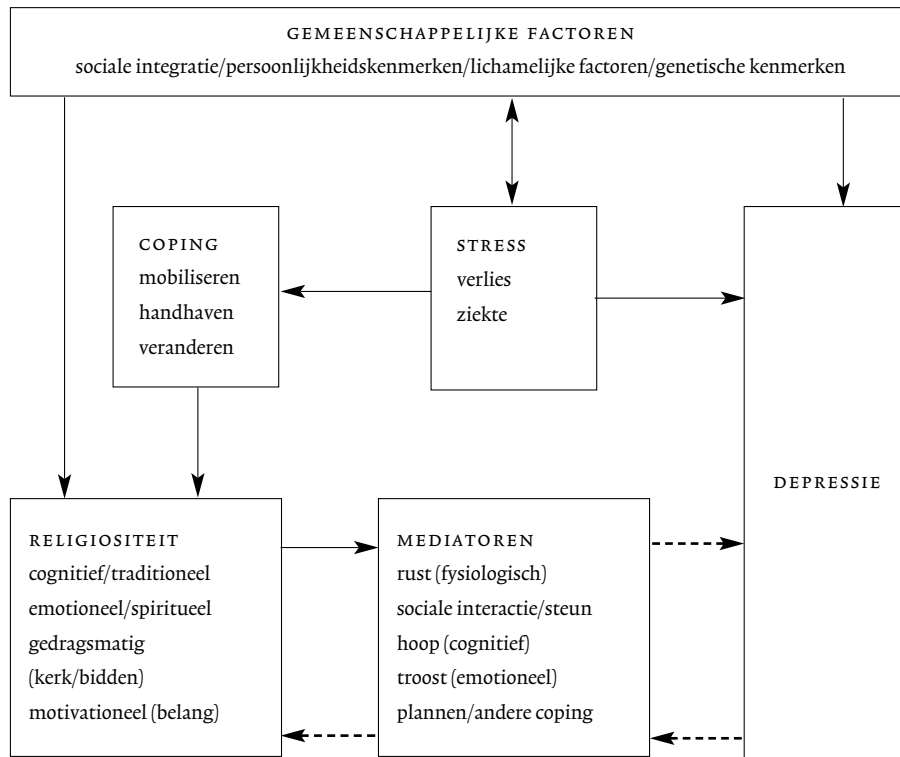 GEMEENSCHAPPELIJKE FACTOREN
sociale integratie/persoonlijkheidskenmerken/lichamelijke factoren/genetische kenmerken
COPING
mobiliseren
handhaven
veranderen
STRESS
verlies
ziekte
DEPRESSIE
RELIGIOSITEIT
cognitief/traditioneel
emotioneel/spiritueel
gedragsmatig
(kerk/bidden)
motivationeel (belang)
MEDIATOREN
rust (fysiologisch)
sociale interactie/steun
hoop (cognitief)
troost (emotioneel)
plannen/andere coping